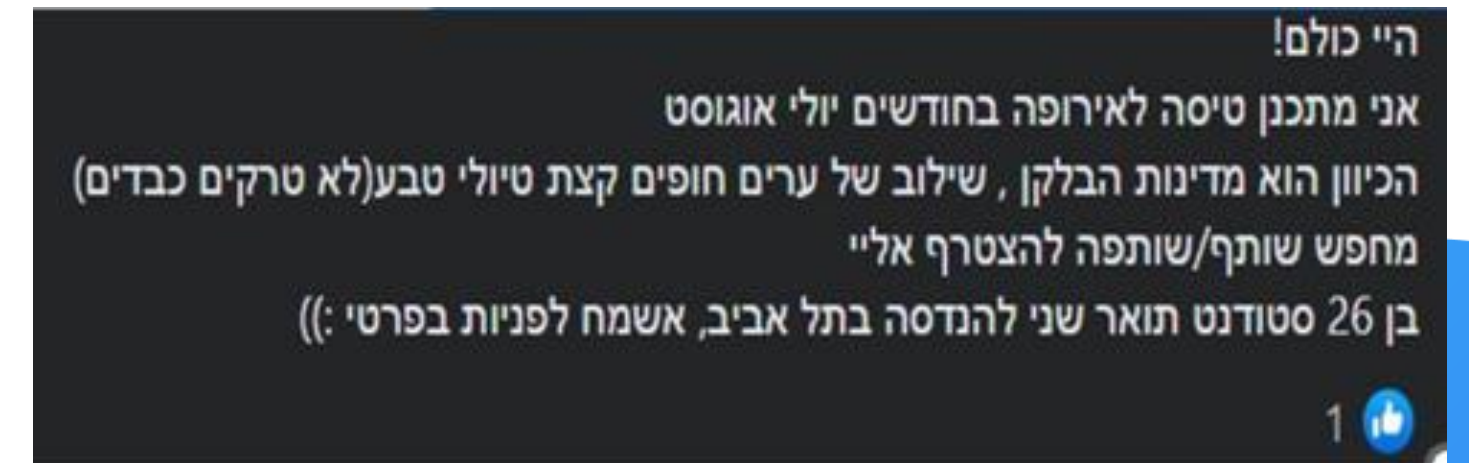 היי כולם!
אני מתכנן טיסה לאירופה בחודשים יולי אוגוסט
הכיוון הוא מדינות הבלקן , שילוב של ערים חופים קצת טיולי טבע(לא טרקים כבדים)
מחפש שותף/שותפה להצטרף אליי
בן 26 סטודנט תואר שני להנדסה בתל אביב, אשמח לפניות בפרטי :))
1